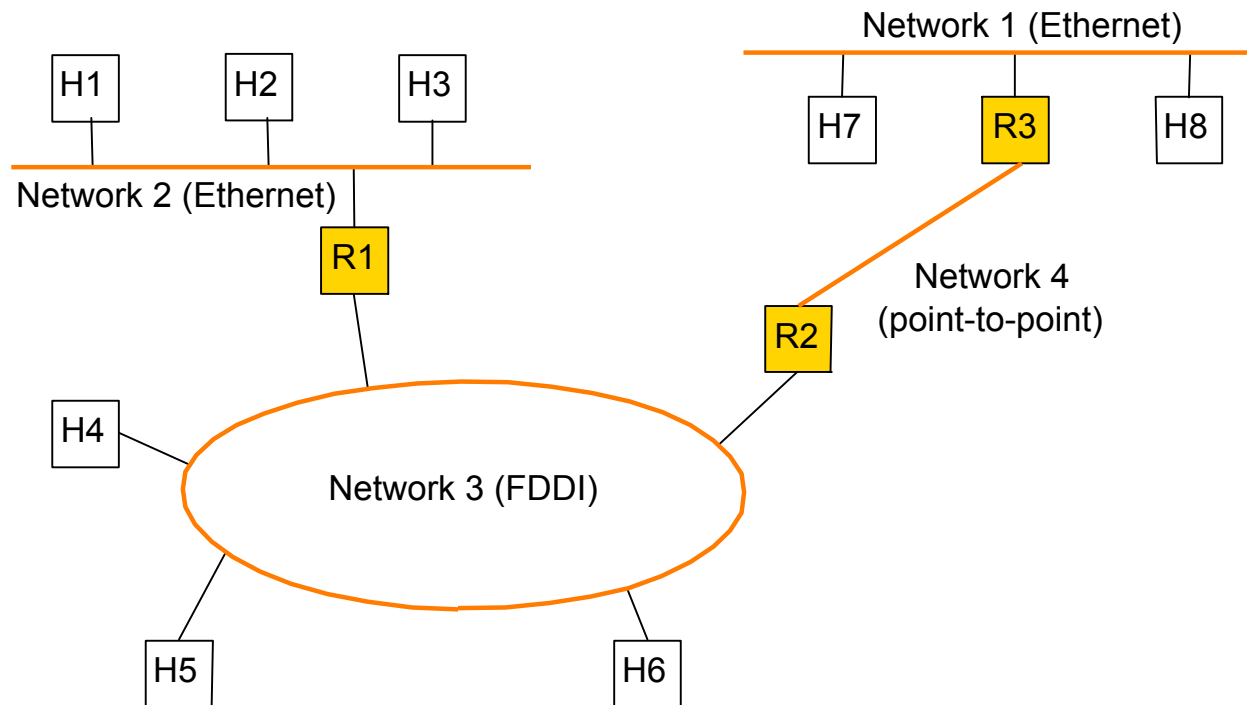 Network 1 (Ethernet)
H1
H2
H3
H7
R3
H8
Network 2 (Ethernet)
R1
Network 4
(point-to-point)
R2
H4
Network 3 (FDDI)
H5
H6